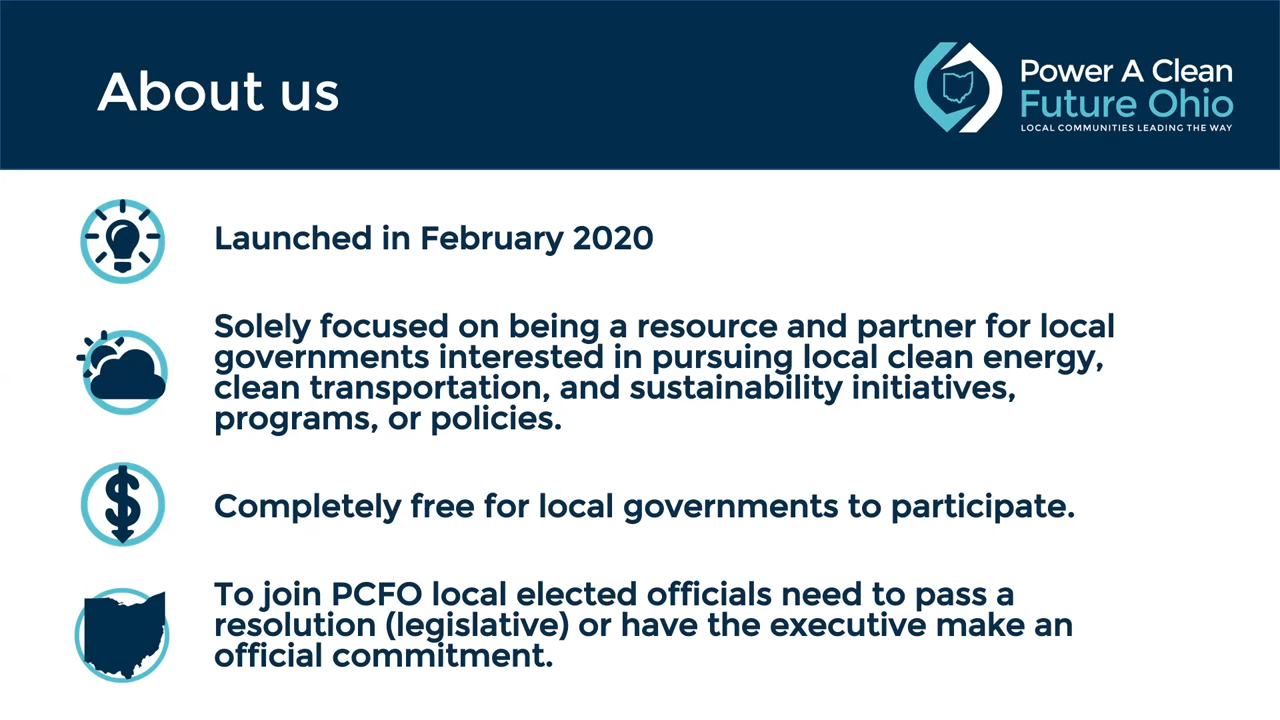 About us
Power A Clean
Future Ohio
LOCAL COMMUNITIES LEADING THE WAY
Launched in February 2020
Solely focused on being a resource and partner for local
governments interested in pursuing local clean energy,
clean transportation, and sustainability initiatives,
programs, or policies.
$
Completely free for local governments to participate.
To join PCFO local elected officials need to pass a
resolution (legislative) or have the executive make an
official commitment.